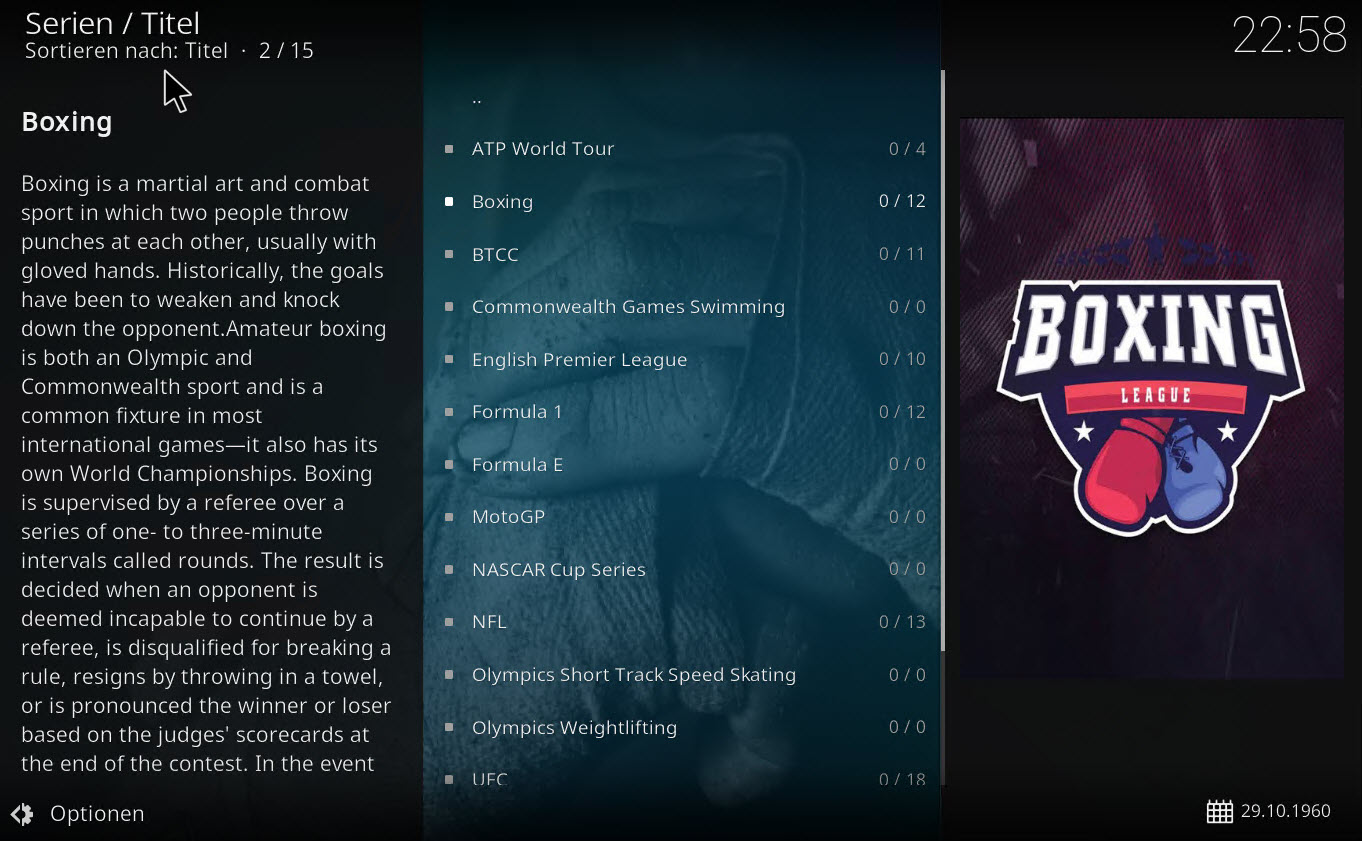 Serien / Titel
Sortieren nach: Titel · 2 / 15
22:58
Boxing
Boxing is a martial art and combat
sport in which two people throw
punches at each other, usually with
gloved hands. Historically, the goals
have been to weaken and knock
down the opponent.Amateur boxing
is both an Olympic and
Commonwealth sport and is a
common fixture in most
international games—it also has its
own World Championships. Boxing
is supervised by a referee over a
series of one- to three-minute
intervals called rounds. The result is
decided when an opponent is
deemed incapable to continue by a
referee, is disqualified for breaking a
rule, resigns by throwing in a towel,
or is pronounced the winner or loser
based on the judges' scorecards at
the end of the contest. In the event
..
ATP World Tour 0 / 4
Boxing 0 / 12
BTCC 0 / 11
Commonwealth Games Swimming 0 / 0
English Premier League 0 / 10
Formula 1 0 / 12
Formula E 0 / 0
MotoGP 0 / 0
NASCAR Cup Series 0 / 0
NFL 0 / 13
Olympics Short Track Speed Skating 0 / 0
Olympics Weightlifting 0 / 0
UFC 0 / 18
BOXING
LEAGUE
Optionen
29.10.1960